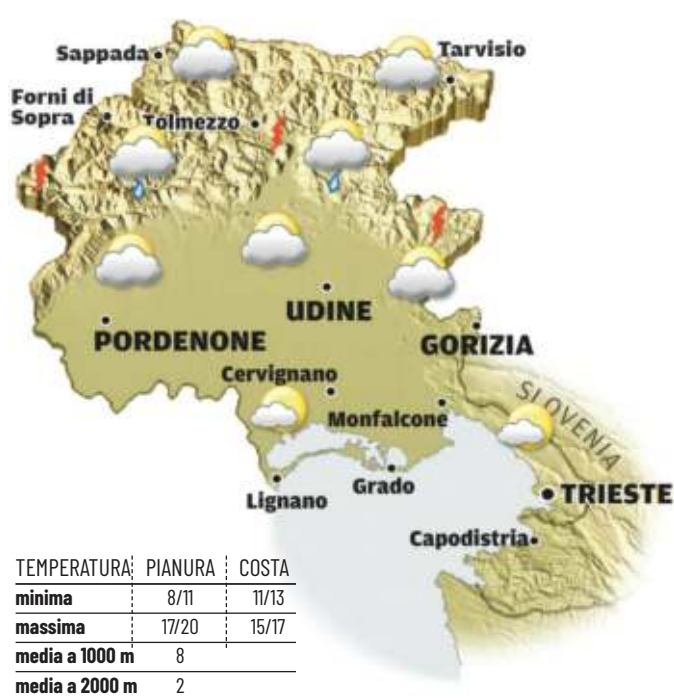 Sappada
Tarvisio
Forni di
Sopra
Tolmezzo
UDINE
PORDENONE
GORIZIA
Cervignano
SLOVENIA
Monfalcone
Grado
Lignano
TRIESTE
Capodistria
TEMPERATURA PIANURA COSTA
minima 8/11 11/13
massima 17/20 15/17
media a 1000 m 8
media a 2000 m 2